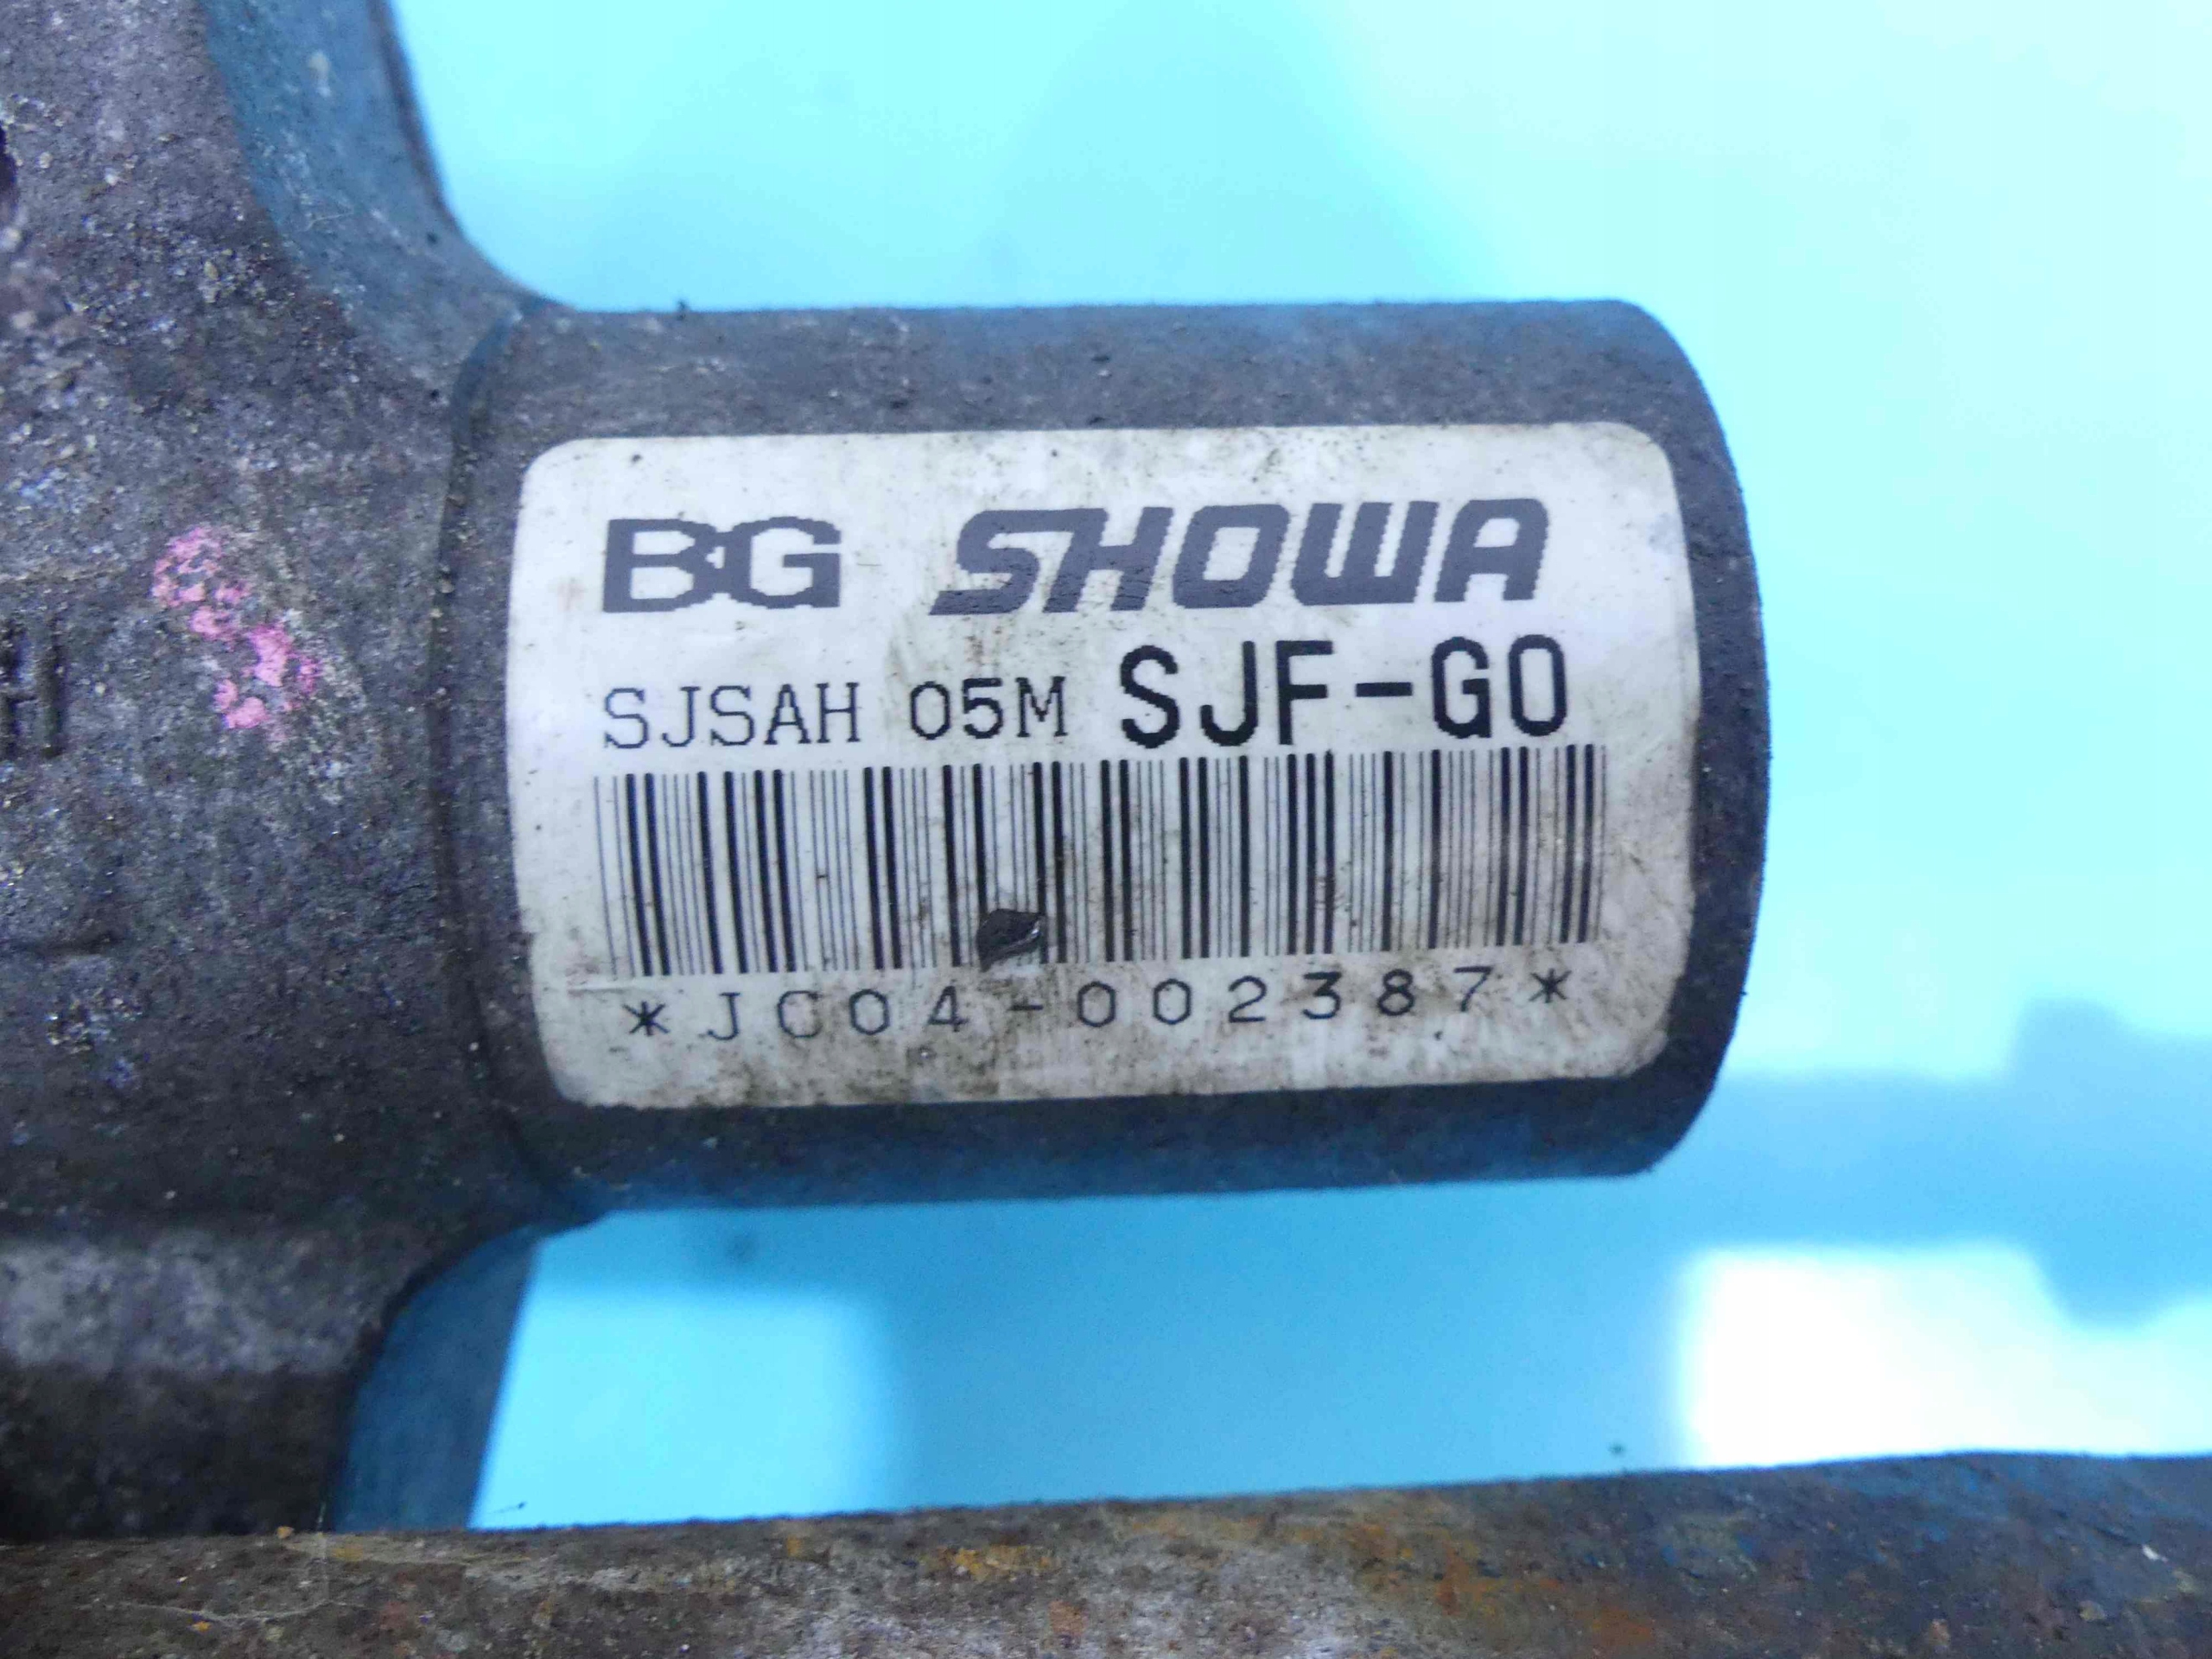 BG SHOWA
SJSAH 05M SJF-G0
*JC04-002387*
H